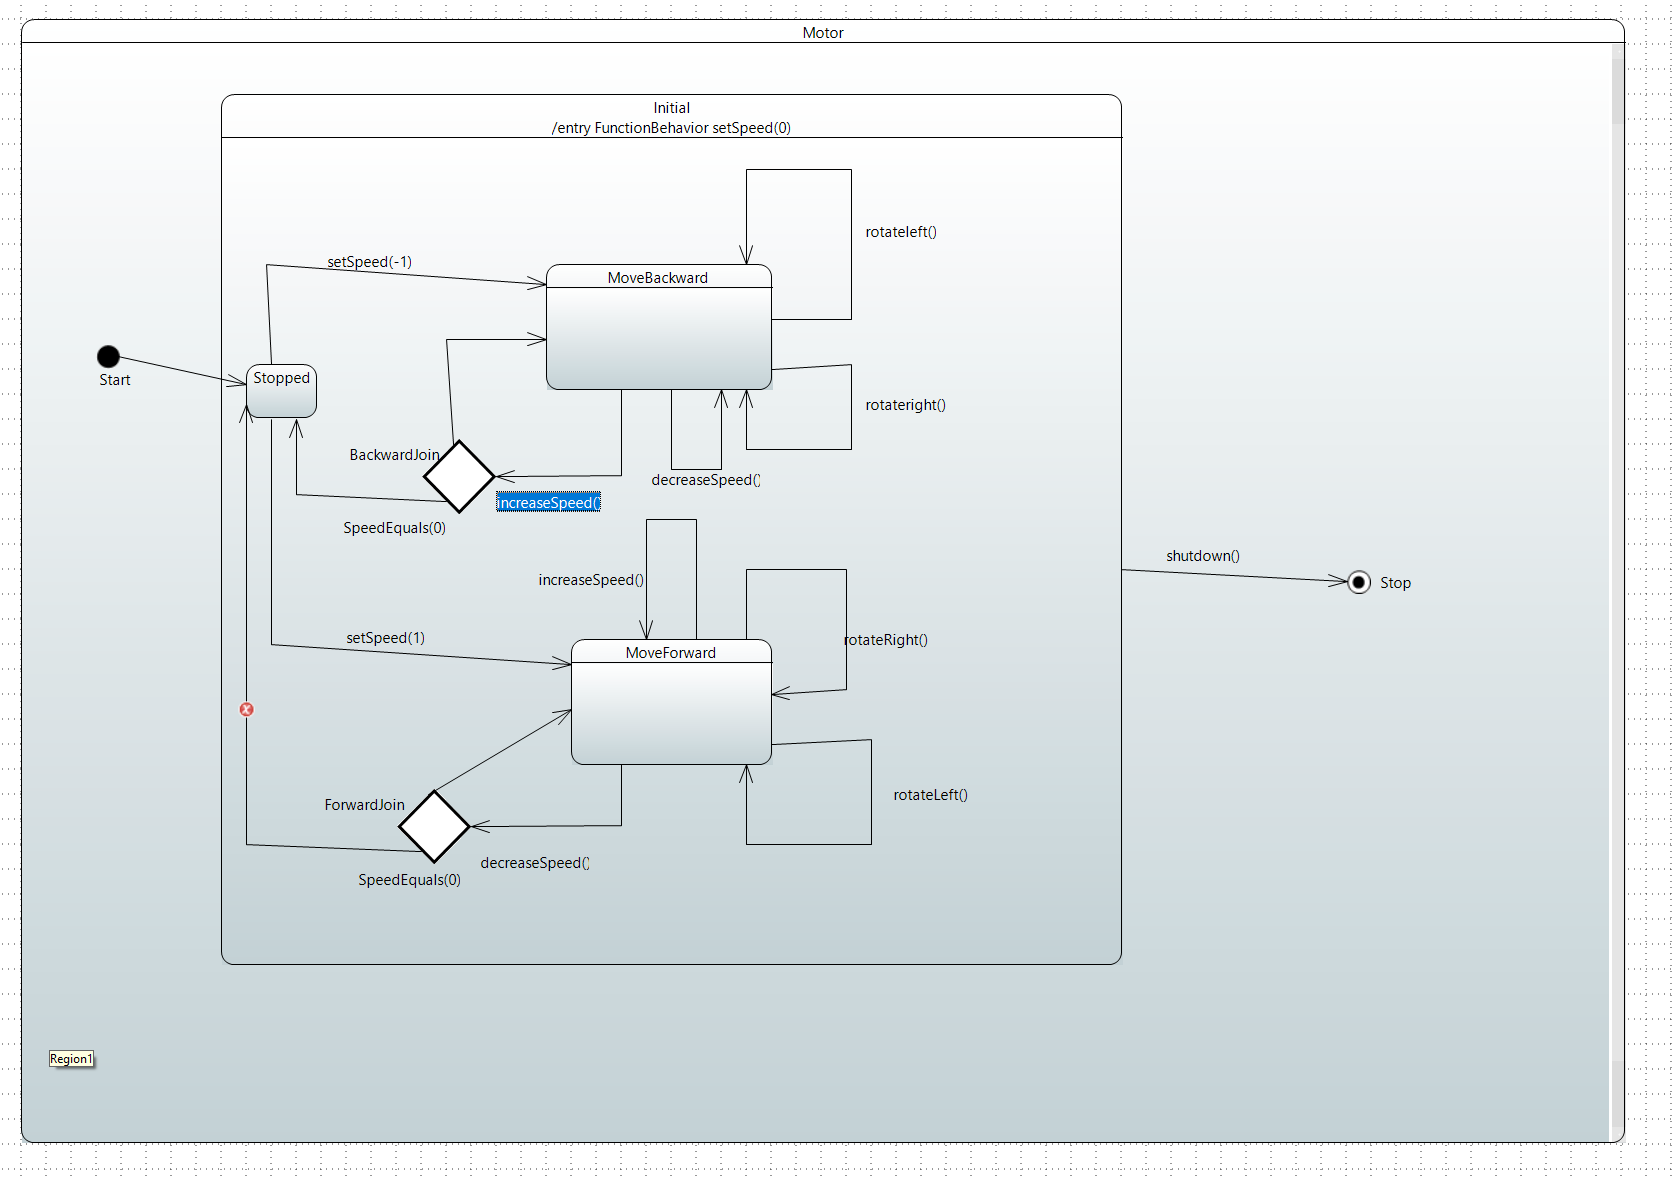 Motor
Initial
/entry FunctionBehavior setSpeed(0)
rotateleft()
setSpeed(-1)
MoveBackward
Start
Stopped
rotateright()
BackwardJoin
decreaseSpeed()
increaseSpeed()
SpeedEquals(0)
increaseSpeed()
shutdown()
Stop
setSpeed(1)
rotateRight()
MoveForward
rotateLeft()
ForwardJoin
decreaseSpeed()
SpeedEquals(0)
Region1